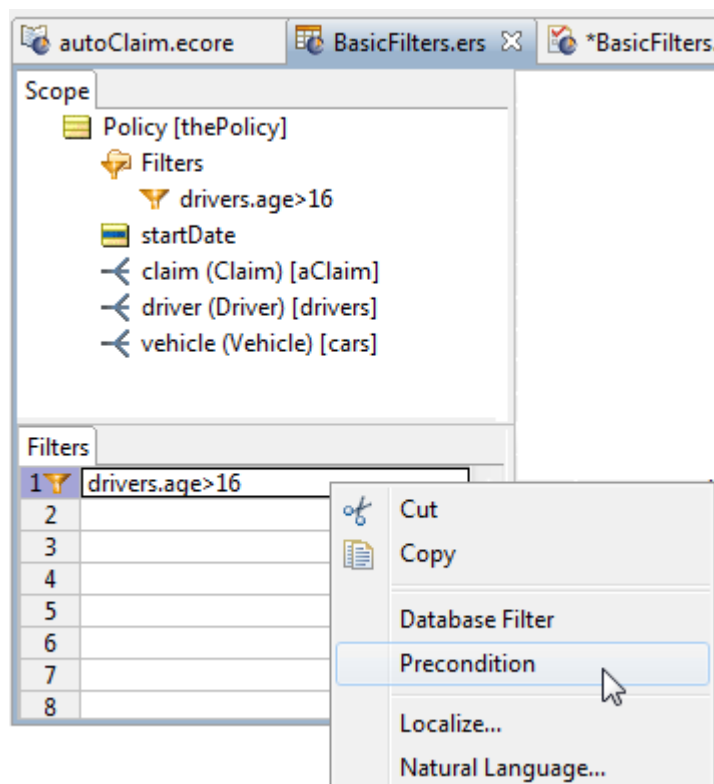 autoClaim.ecore
BasicFilters.ers
*BasicFilters.
Scope
Policy [thePolicy]
Filters
drivers.age>16
startDate
claim (Claim) [aClaim]
driver (Driver) [drivers]
vehicle (Vehicle) [cars]
Filters
1 drivers.age>16
2
3
4
5
6
7
8
Cut
Copy
Database Filter
Precondition
Localize...
Natural Language...